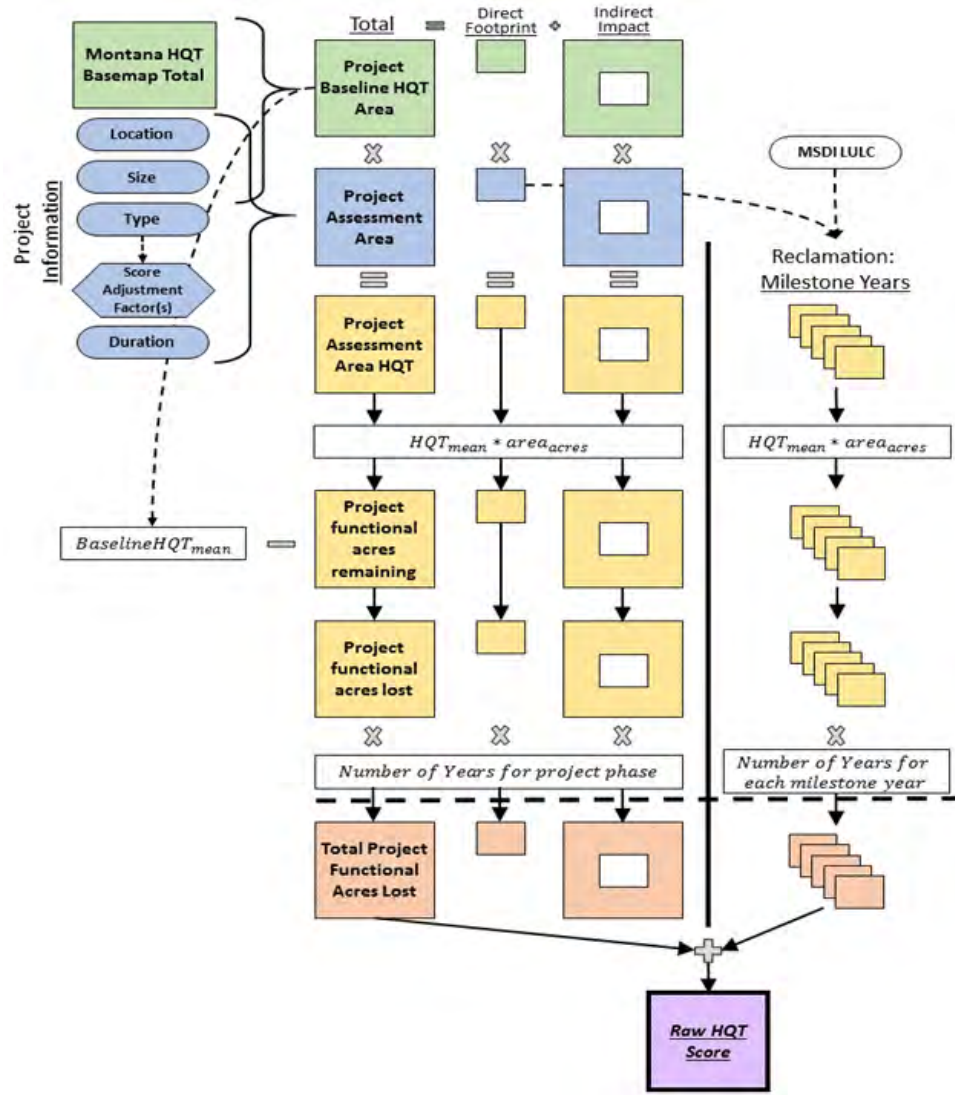 Total = Direct Footprint + Indirect Impact
Montana HQT
Basemap Total
Project
Baseline HQT
Area
Project
Information
Location
Size
Type
Score
Adjustment
Factor(s)
Duration
Project
Assessment
Area
MSDI LULC
Reclamation:
Milestone Years
Project
Assessment
Area HQT
HQT_mean * area_acres
HQT_mean * area_acres
BaselineHQT_mean
Project
functional
acres
remaining
Project
functional
acres lost
Number of Years for project phase
Number of Years for
each milestone year
Total Project
Functional
Acres Lost
Raw HQT
Score